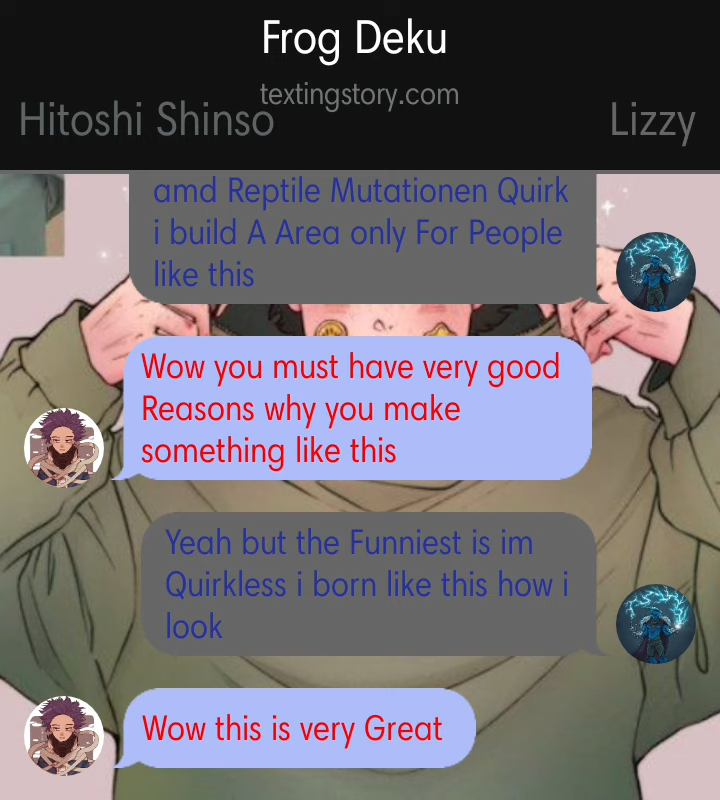 Frog Deku
textingstory.com
Hitoshi Shinso
Lizzy
amd Reptile Mutationen Quirk
i build A Area only For People
like this
Wow you must have very good
Reasons why you make
something like this
Yeah but the Funniest is im
Quirkless i born like this how i
look
Wow this is very Great